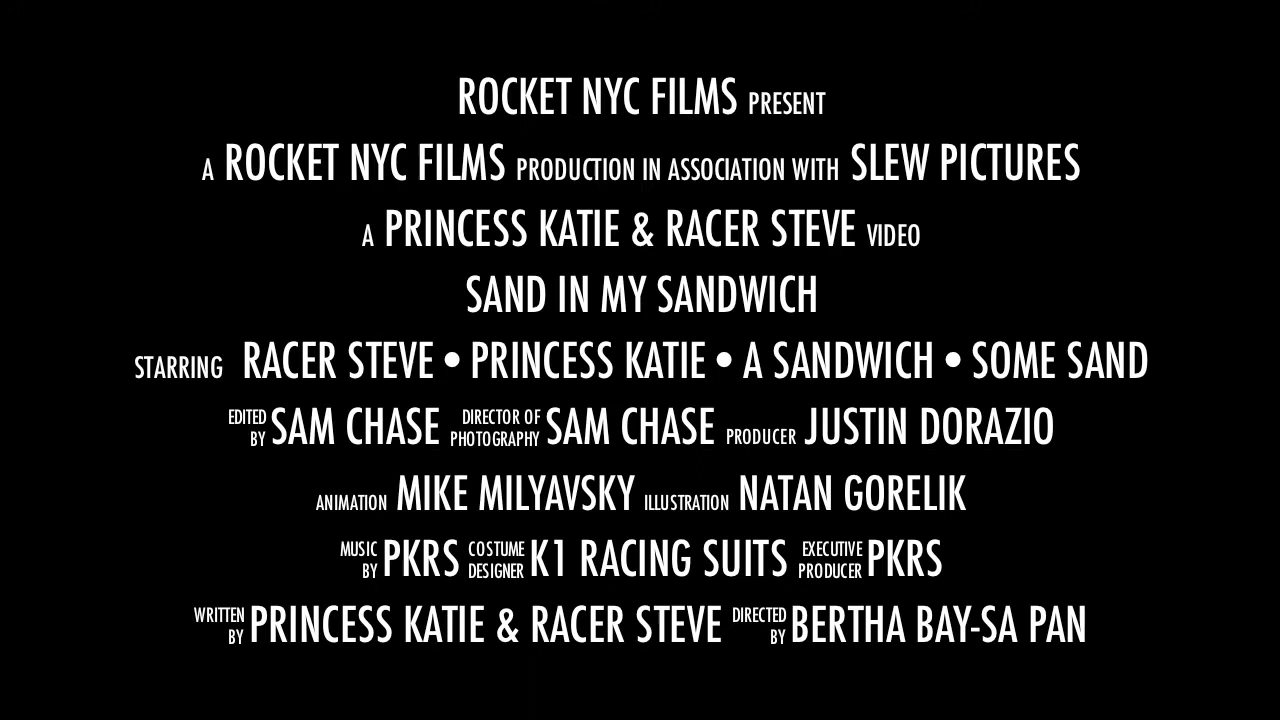 ROCKET NYC FILMS PRESENT
A ROCKET NYC FILMS PRODUCTION IN ASSOCIATION WITH SLEW PICTURES
A PRINCESS KATIE & RACER STEVE VIDEO
SAND IN MY SANDWICH
STARRING RACER STEVE • PRINCESS KATIE • A SANDWICH • SOME SAND
EDITED BY SAM CHASE DIRECTOR OF PHOTOGRAPHY SAM CHASE PRODUCER JUSTIN DORAZIO
ANIMATION MIKE MILYAVSKY ILLUSTRATION NATAN GORELIK
MUSIC BY PKRS COSTUME DESIGNER K1 RACING SUITS EXECUTIVE PRODUCER PKRS
WRITTEN BY PRINCESS KATIE & RACER STEVE DIRECTED BY BERTHA BAY-SA PAN